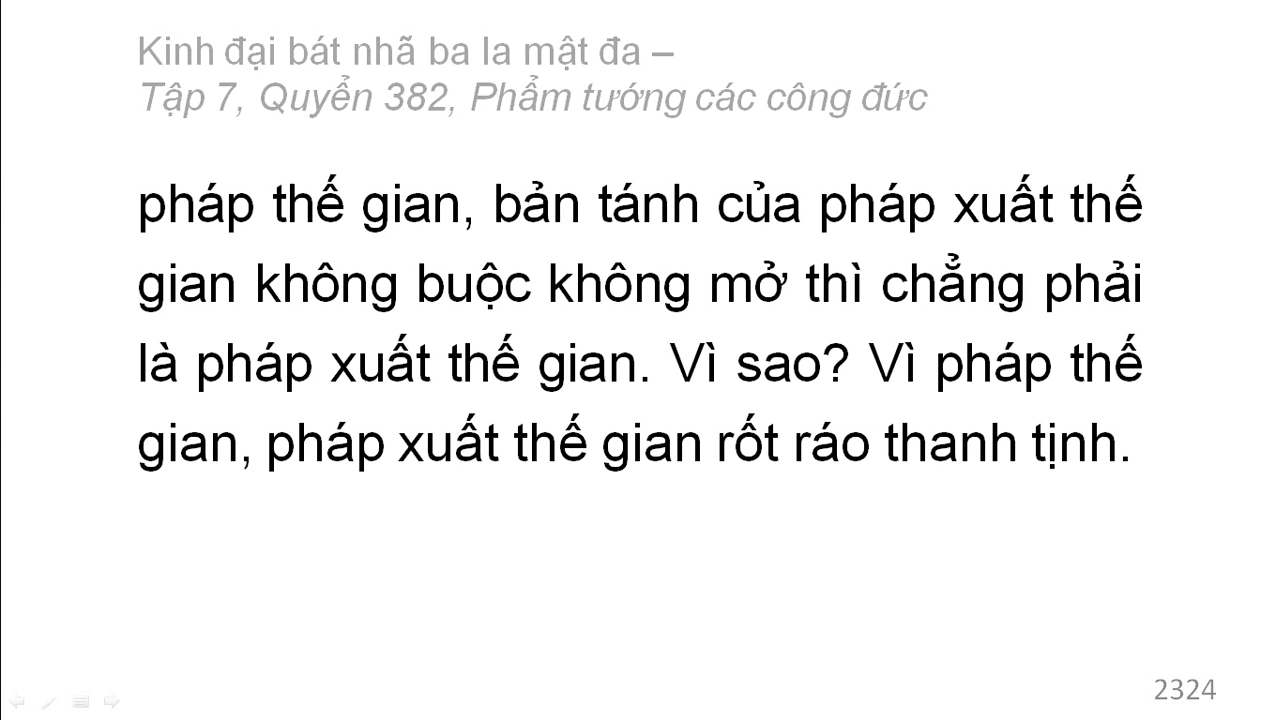 Kinh đại bát nhã ba la mật đa –
Tập 7, Quyển 382, Phẩm tướng các công đức
pháp thế gian, bản tánh của pháp xuất thế
gian không buộc không mở thì chẳng phải
là pháp xuất thế gian. Vì sao? Vì pháp thế
gian, pháp xuất thế gian rốt ráo thanh tịnh.
2324